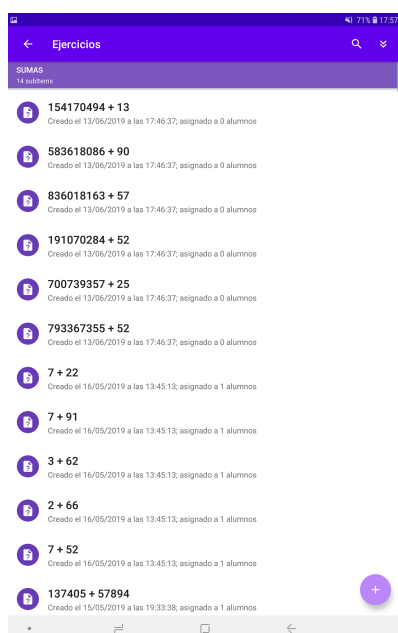 71% 17:57
Ejercicios
SUMAS
14 subitems
154170494 + 13
Creado el 13/06/2019 a las 17:46:37; asignado a 0 alumnos
583618086 + 90
Creado el 13/06/2019 a las 17:46:37; asignado a 0 alumnos
836018163 + 57
Creado el 13/06/2019 a las 17:46:37; asignado a 0 alumnos
191070284 + 52
Creado el 13/06/2019 a las 17:46:37; asignado a 0 alumnos
700739357 + 25
Creado el 13/06/2019 a las 17:46:37; asignado a 0 alumnos
793367355 + 52
Creado el 13/06/2019 a las 17:46:37; asignado a 0 alumnos
7 + 22
Creado el 16/05/2019 a las 13:45:13; asignado a 1 alumnos
7 + 91
Creado el 16/05/2019 a las 13:45:13; asignado a 1 alumnos
3 + 62
Creado el 16/05/2019 a las 13:45:13; asignado a 1 alumnos
2 + 66
Creado el 16/05/2019 a las 13:45:13; asignado a 1 alumnos
7 + 52
Creado el 16/05/2019 a las 13:45:13; asignado a 1 alumnos
137405 + 57894
Creado el 15/05/2019 a las 19:33:38; asignado a 1 alumnos